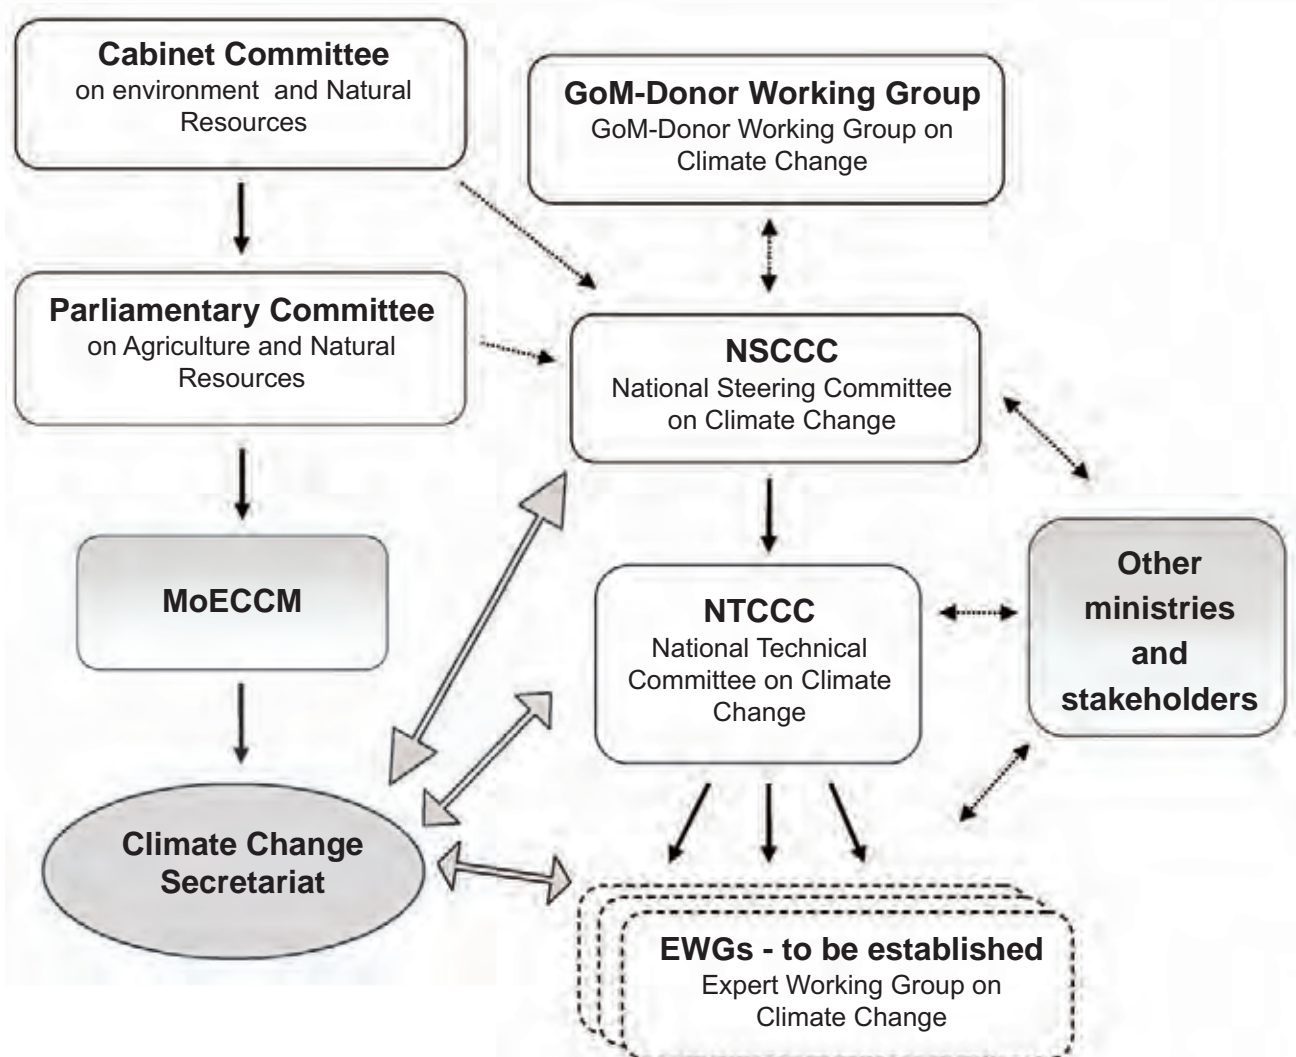 Cabinet Committee
on environment and Natural
Resources
GoM-Donor Working Group
GoM-Donor Working Group on
Climate Change
Parliamentary Committee
on Agriculture and Natural
Resources
NSCCC
National Steering Committee
on Climate Change
MoECCM
NTCCC
National Technical
Committee on Climate
Change
Other
ministries
and
stakeholders
Climate Change
Secretariat
EWGs - to be established
Expert Working Group on
Climate Change